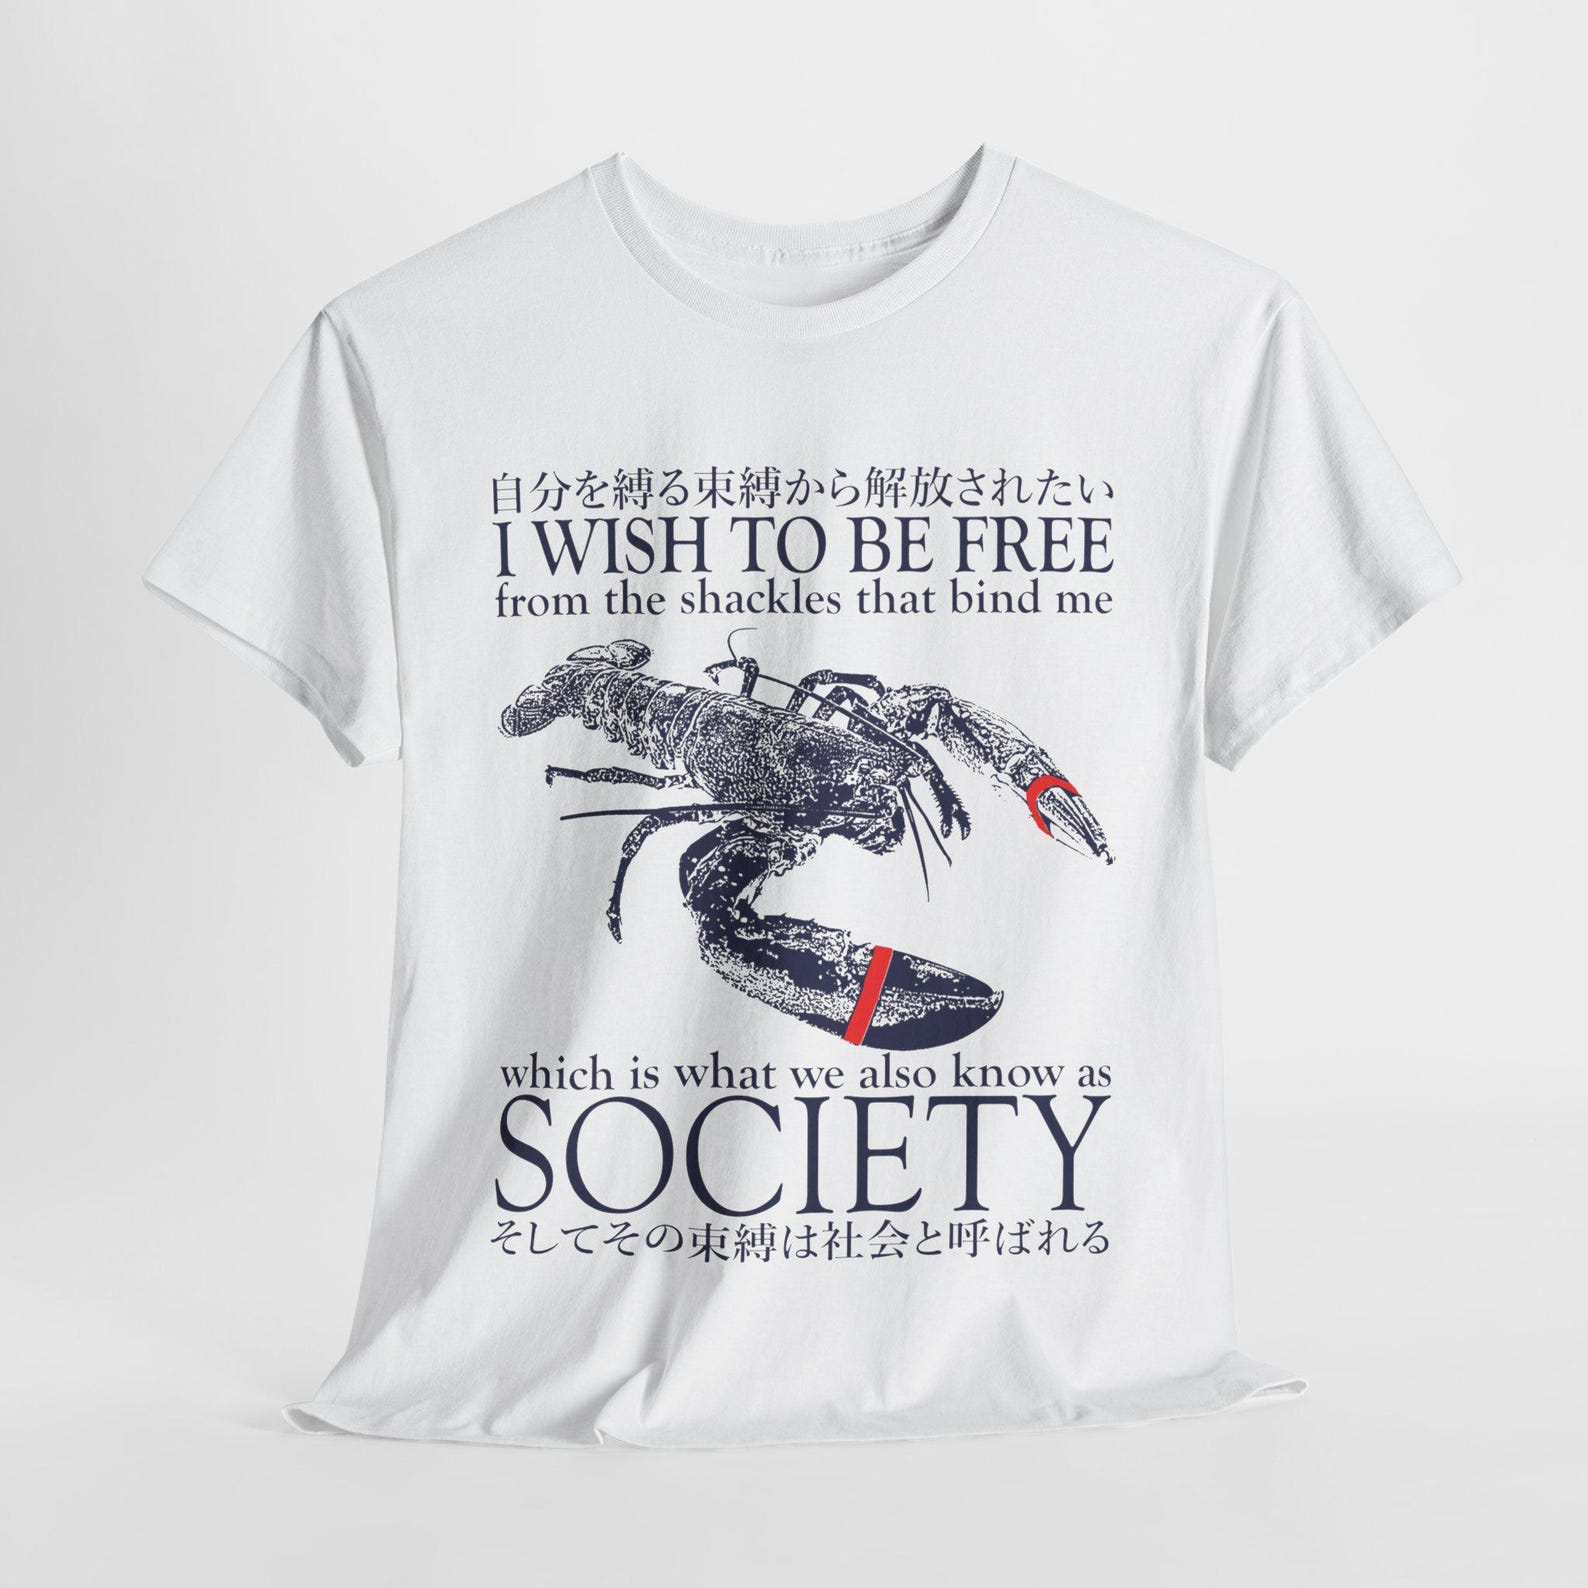 自分を縛る束縛から解放されたい
I WISH TO BE FREE
from the shackles that bind me
which is what we also know as
SOCIETY
そしてその束縛は社会と呼ばれる